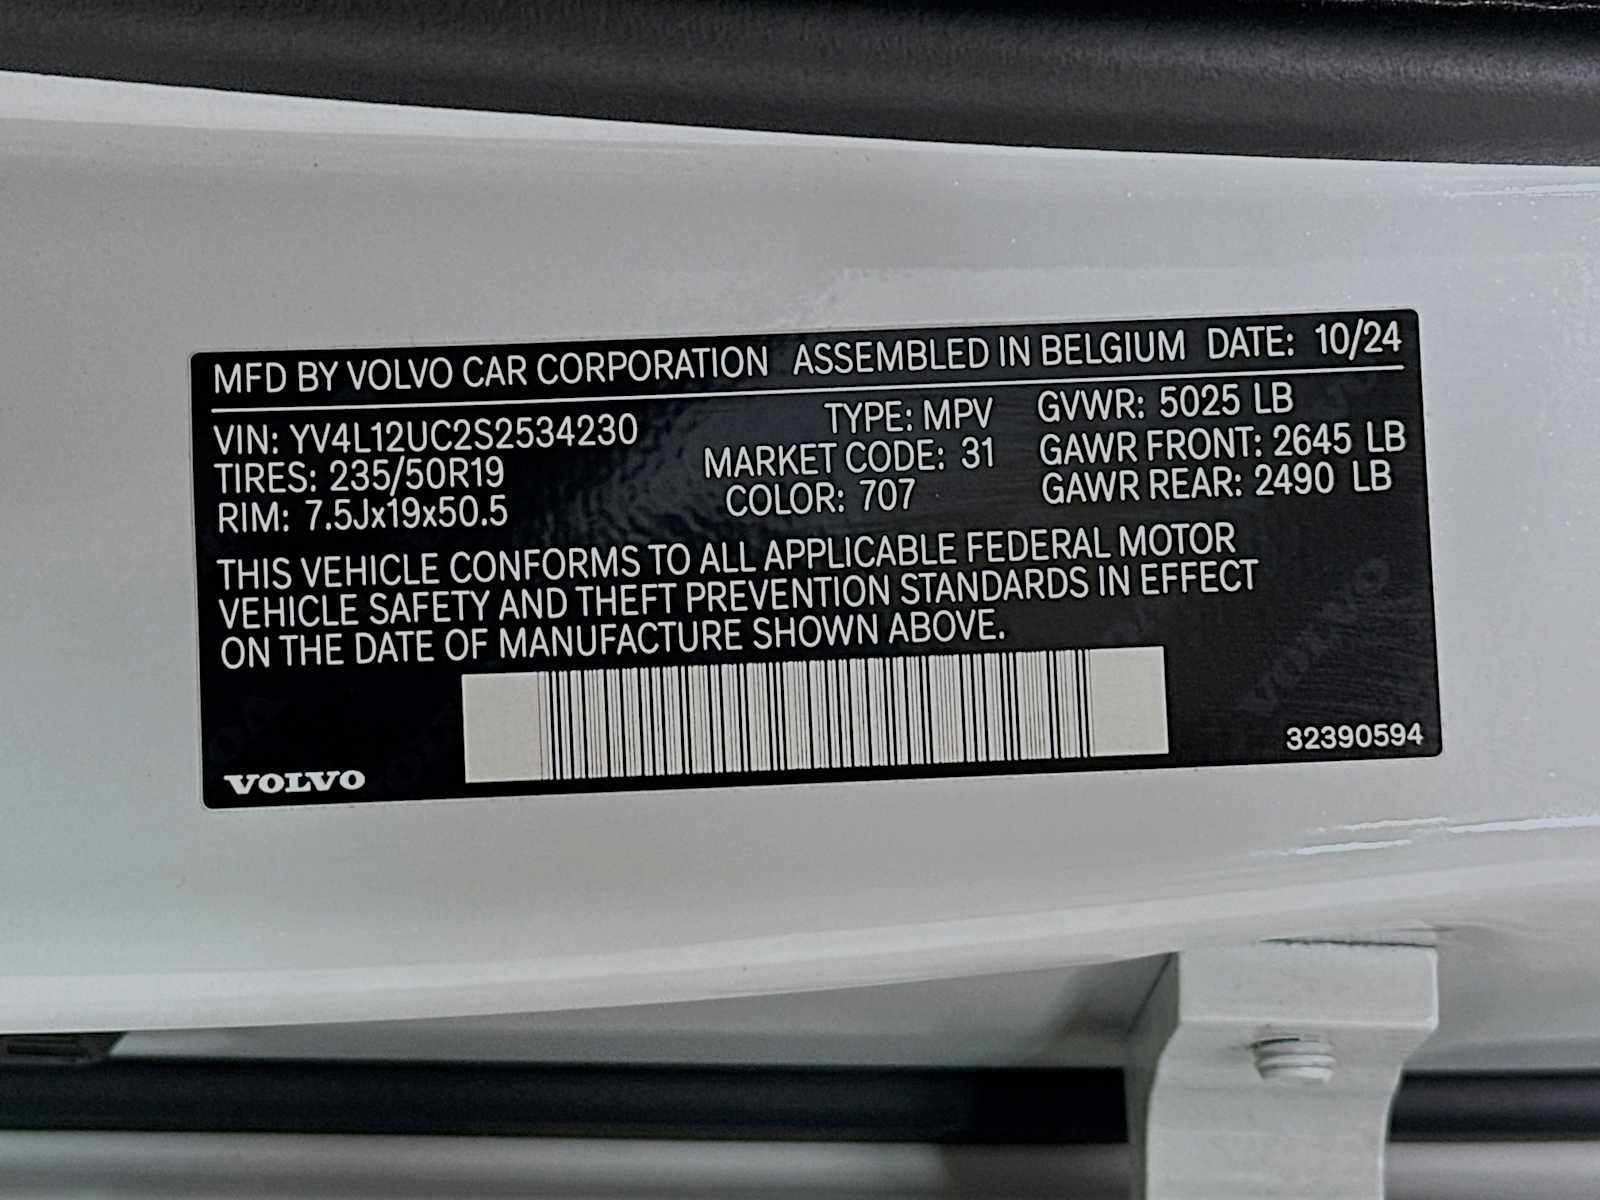 MFD BY VOLVO CAR CORPORATION ASSEMBLED IN BELGIUM DATE: 10/24
VIN: YV4L12UC2S2534230 TYPE: MPV GVWR: 5025 LB
TIRES: 235/50R19 MARKET CODE: 31 GAWR FRONT: 2645 LB
RIM: 7.5Jx19x50.5 COLOR: 707 GAWR REAR: 2490 LB
THIS VEHICLE CONFORMS TO ALL APPLICABLE FEDERAL MOTOR
VEHICLE SAFETY AND THEFT PREVENTION STANDARDS IN EFFECT
ON THE DATE OF MANUFACTURE SHOWN ABOVE.
VOLVO 32390594